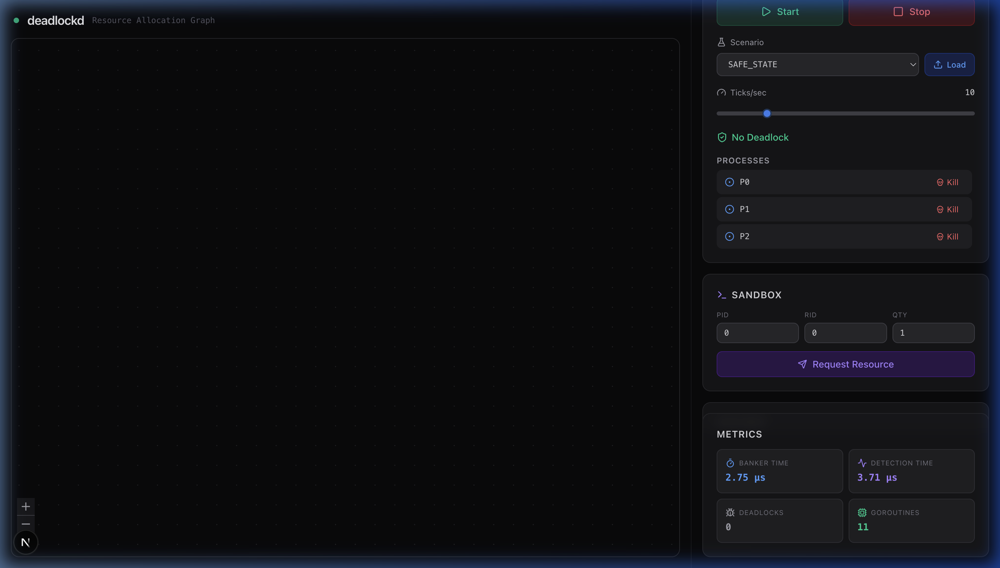 deadlockd Resource Allocation Graph
Start Stop
Scenario
SAFE_STATE Load
Ticks/sec 10
No Deadlock
PROCESSES
P0 Kill
P1 Kill
P2 Kill
SANDBOX
PID RID QTY
0 0 1
Request Resource
METRICS
BANKER TIME DETECTION TIME
2.75 µs 3.71 µs
DEADLOCKS GOROUTINES
0 11
N